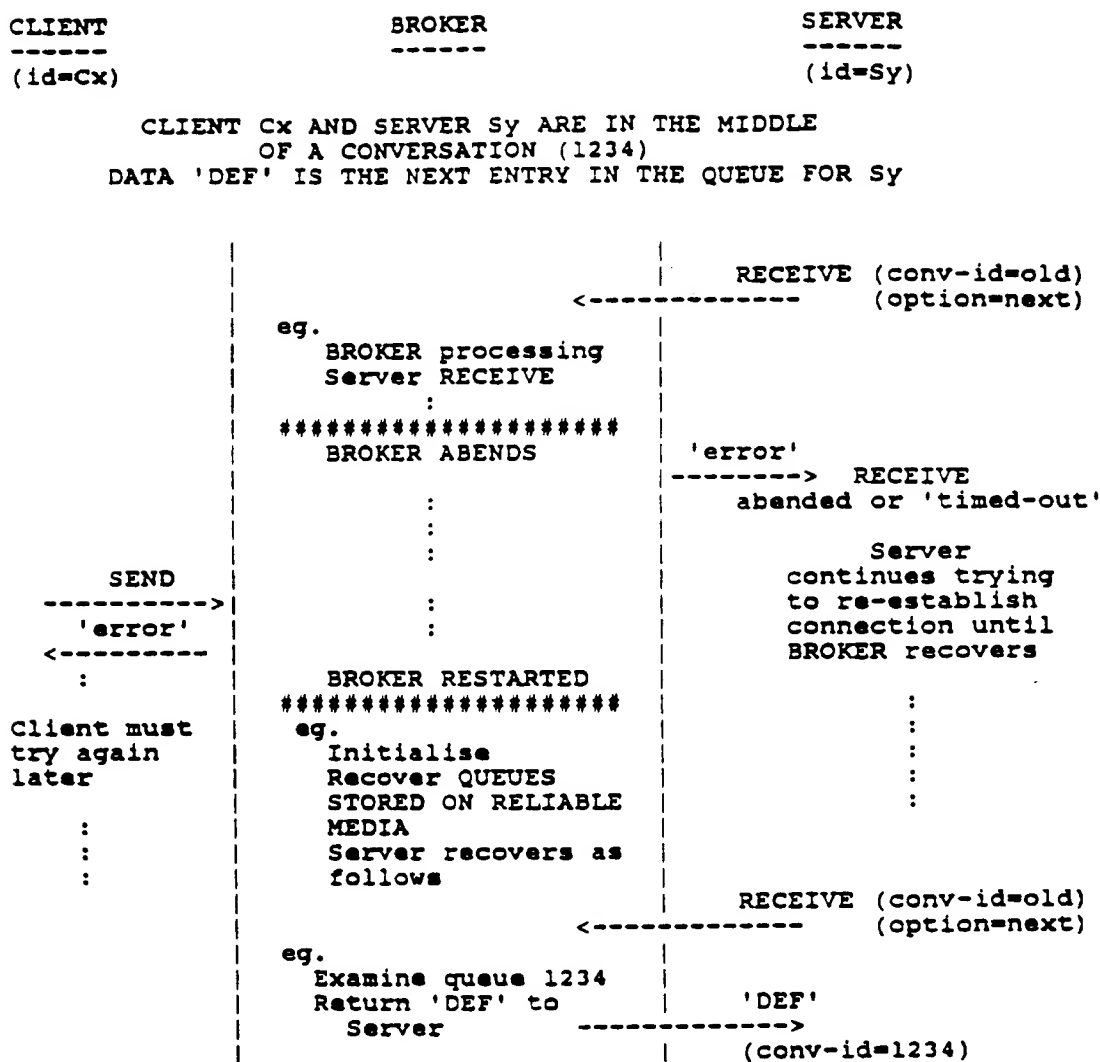 CLIENT BROKER SERVER
------ ------ ------
(id=Cx) (id=Sy)
CLIENT Cx AND SERVER Sy ARE IN THE MIDDLE
OF A CONVERSATION (1234)
DATA 'DEF' IS THE NEXT ENTRY IN THE QUEUE FOR Sy
RECEIVE (conv-id=old)
<------------- (option=next)
eg.
BROKER processing
Server RECEIVE
:
#####################
BROKER ABENDS 'error'
--------> RECEIVE
abended or 'timed-out'
:
:
: Server
SEND continues trying
----------> : to re-establish
'error' : connection until
<---------- BROKER recovers
: BROKER RESTARTED
##################### :
Client must eg. :
try again Initialise :
later Recover QUEUES :
STORED ON RELIABLE :
: MEDIA
: Server recovers as
: follows
RECEIVE (conv-id=old)
<------------- (option=next)
eg.
Examine queue 1234
Return 'DEF' to 'DEF'
Server ------------->
(conv-id=1234)